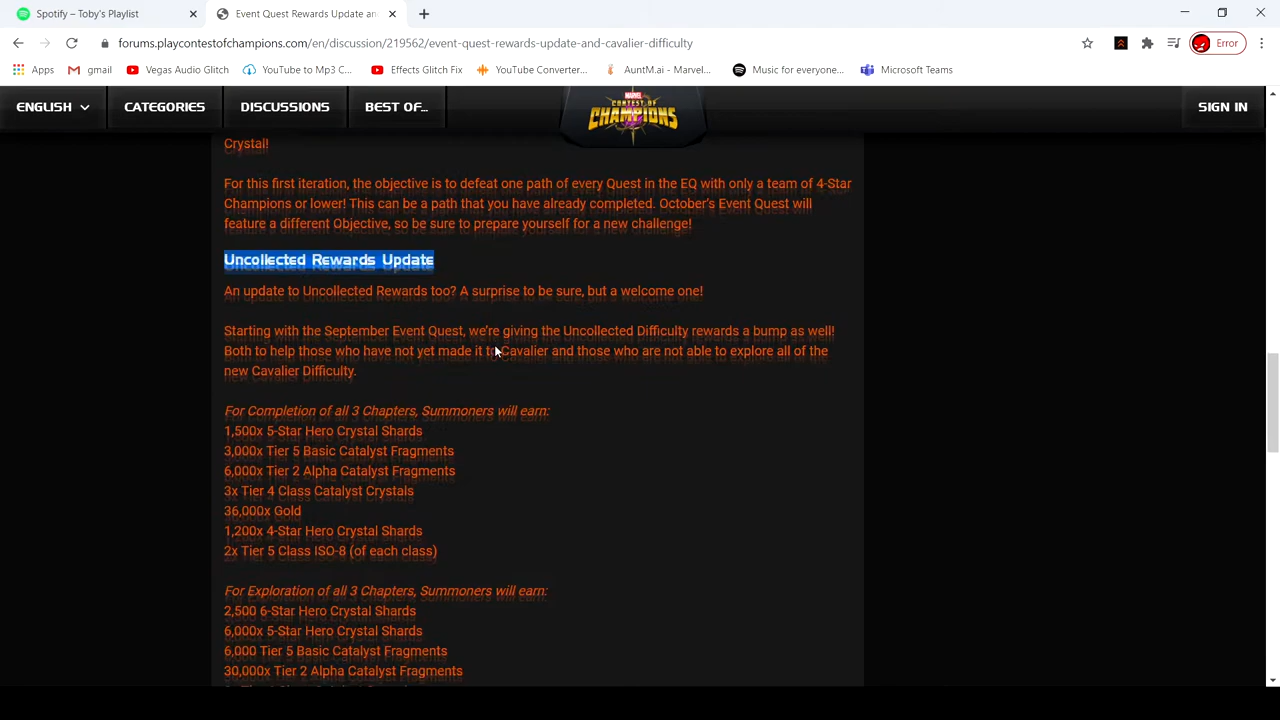 Spotify – Toby's Playlist
Event Quest Rewards Update an
forums.playcontestofchampions.com/en/discussion/219562/event-quest-rewards-update-and-cavalier-difficulty
Error
Apps
gmail
Vegas Audio Glitch
YouTube to Mp3 C...
Effects Glitch Fix
YouTube Converter...
AuntM.ai - Marvel...
Music for everyone...
Microsoft Teams
ENGLISH
CATEGORIES
DISCUSSIONS
BEST OF...
MARVEL
CONTEST OF
CHAMPIONS
SIGN IN
Crystal!
For this first iteration, the objective is to defeat one path of every Quest in the EQ with only a team of 4-Star
Champions or lower! This can be a path that you have already completed. October's Event Quest will
feature a different Objective, so be sure to prepare yourself for a new challenge!
Uncollected Rewards Update
An update to Uncollected Rewards too? A surprise to be sure, but a welcome one!
Starting with the September Event Quest, we're giving the Uncollected Difficulty rewards a bump as well!
Both to help those who have not yet made it to Cavalier and those who are not able to explore all of the
new Cavalier Difficulty.
For Completion of all 3 Chapters, Summoners will earn:
1,500x 5-Star Hero Crystal Shards
3,000x Tier 5 Basic Catalyst Fragments
6,000x Tier 2 Alpha Catalyst Fragments
3x Tier 4 Class Catalyst Crystals
36,000x Gold
1,200x 4-Star Hero Crystal Shards
2x Tier 5 Class ISO-8 (of each class)
For Exploration of all 3 Chapters, Summoners will earn:
2,500 6-Star Hero Crystal Shards
6,000x 5-Star Hero Crystal Shards
6,000 Tier 5 Basic Catalyst Fragments
30,000x Tier 2 Alpha Catalyst Fragments